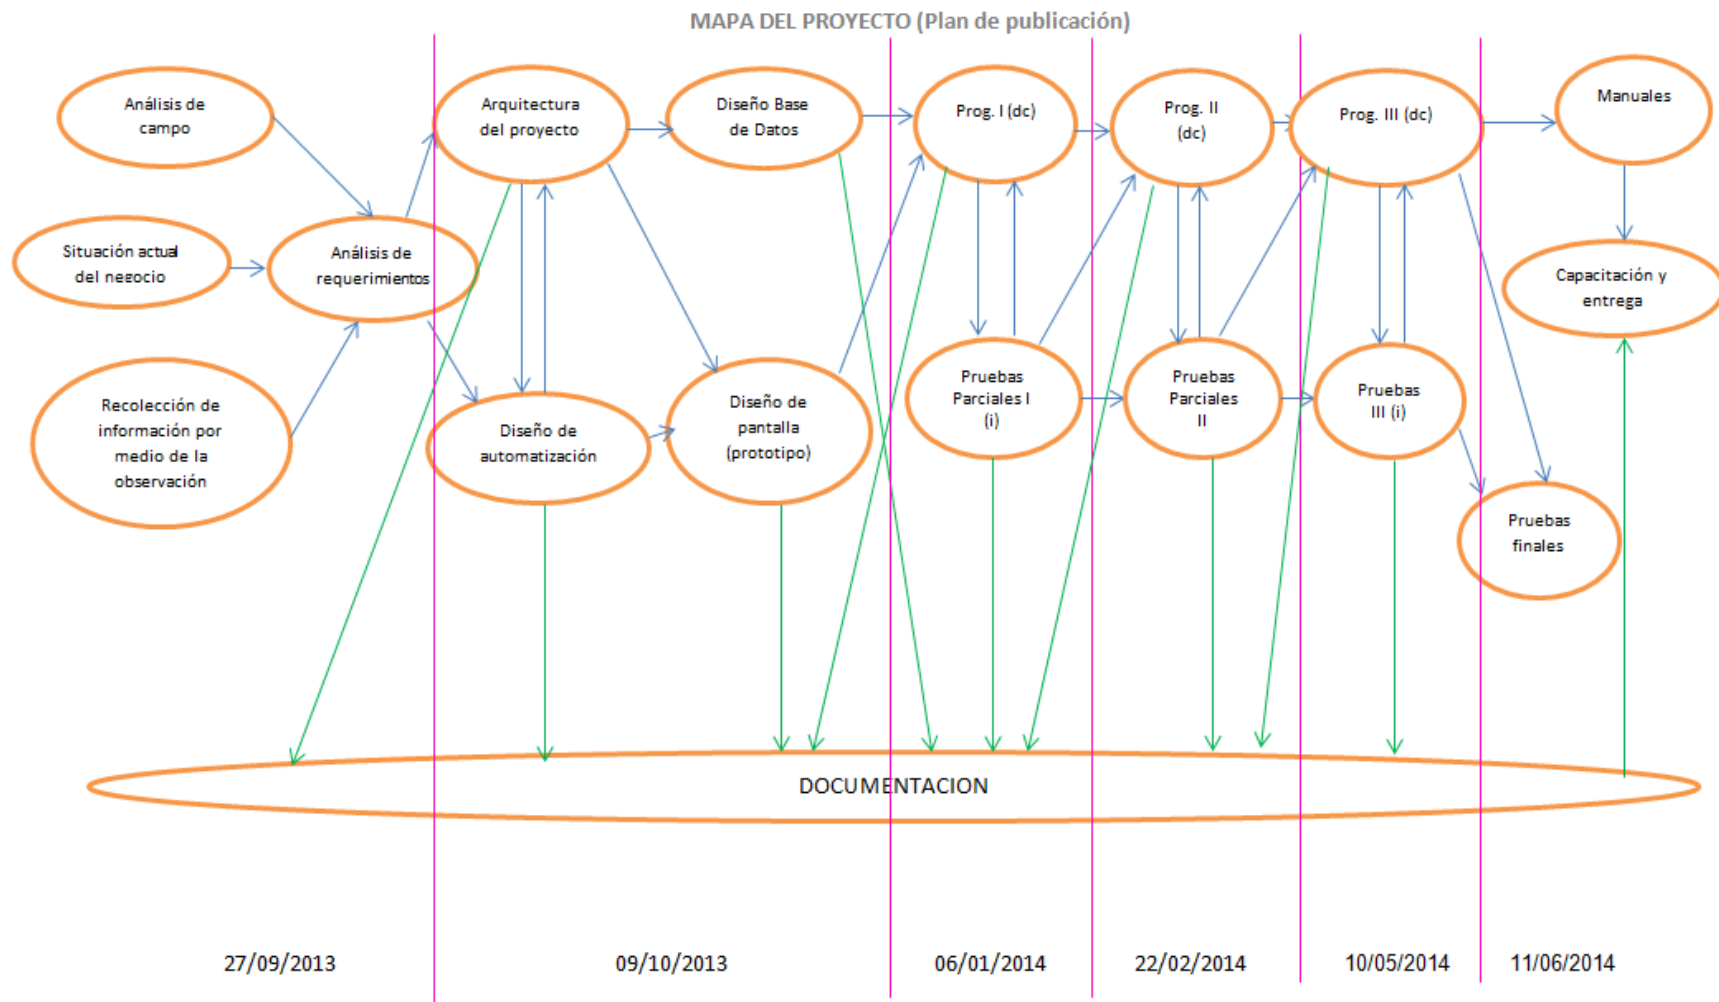 MAPA DEL PROYECTO (Plan de publicación)
Análisis de
campo
Situación actual
del negocio
Recolección de
información por
medio de la
observación
Análisis de
requerimientos
Arquitectura
del proyecto
Diseño de
automatización
Diseño Base
de Datos
Diseño de
pantalla
(prototipo)
Prog. I (dc)
Pruebas
Parciales I
(i)
Prog. II
(dc)
Pruebas
Parciales
II
Prog. III (dc)
Pruebas
III (i)
Manuales
Capacitación y
entrega
Pruebas
finales
DOCUMENTACION
27/09/2013
09/10/2013
06/01/2014
22/02/2014
10/05/2014
11/06/2014